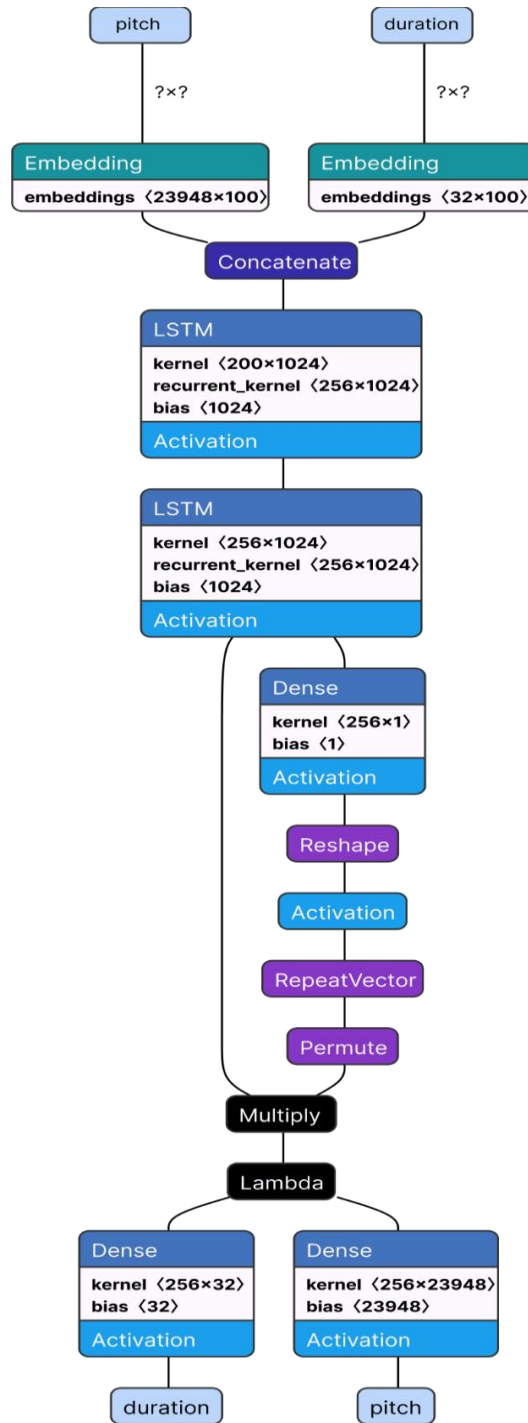 pitch
duration
?×?
?×?
Embedding
embeddings 〈23948×100〉
Embedding
embeddings 〈32×100〉
Concatenate
LSTM
kernel 〈200×1024〉
recurrent_kernel 〈256×1024〉
bias 〈1024〉
Activation
LSTM
kernel 〈256×1024〉
recurrent_kernel 〈256×1024〉
bias 〈1024〉
Activation
Dense
kernel 〈256×1〉
bias 〈1〉
Activation
Reshape
Activation
RepeatVector
Permute
Multiply
Lambda
Dense
kernel 〈256×32〉
bias 〈32〉
Activation
duration
Dense
kernel 〈256×23948〉
bias 〈23948〉
Activation
pitch